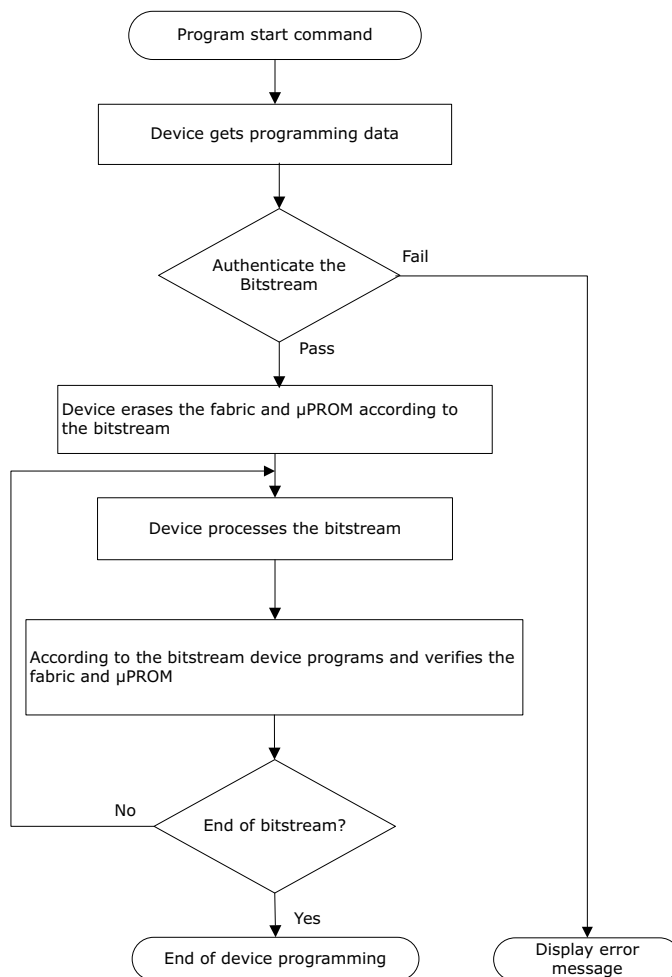 Program start command
Device gets programming data
Authenticate the
Bitstream
Fail
Pass
Device erases the fabric and µPROM according to
the bitstream
Device processes the bitstream
According to the bitstream device programs and verifies the
fabric and µPROM
No
End of bitstream?
Yes
End of device programming
Display error
message